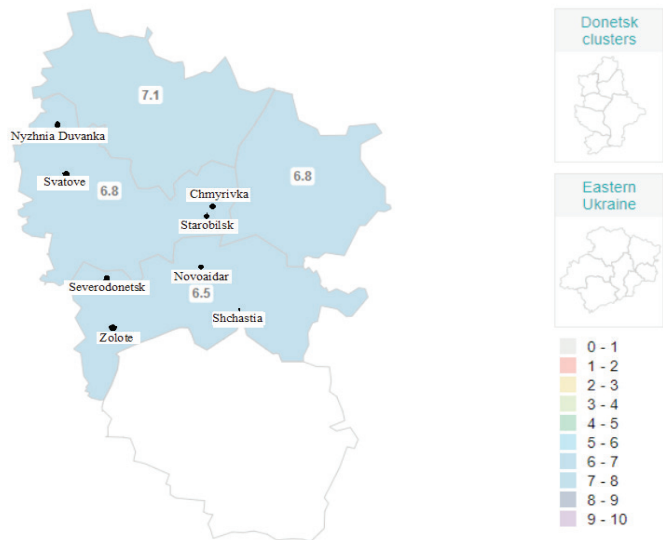 Donetsk
clusters
7.1
Nyzhnia Duvanka
Svatove
6.8
6.8
Chmyrivka
Starobilsk
Eastern
Ukraine
Novoaidar
Severodonetsk
6.5
Shchastia
Zolote
0 - 1
1 - 2
2 - 3
3 - 4
4 - 5
5 - 6
6 - 7
7 - 8
8 - 9
9 - 10